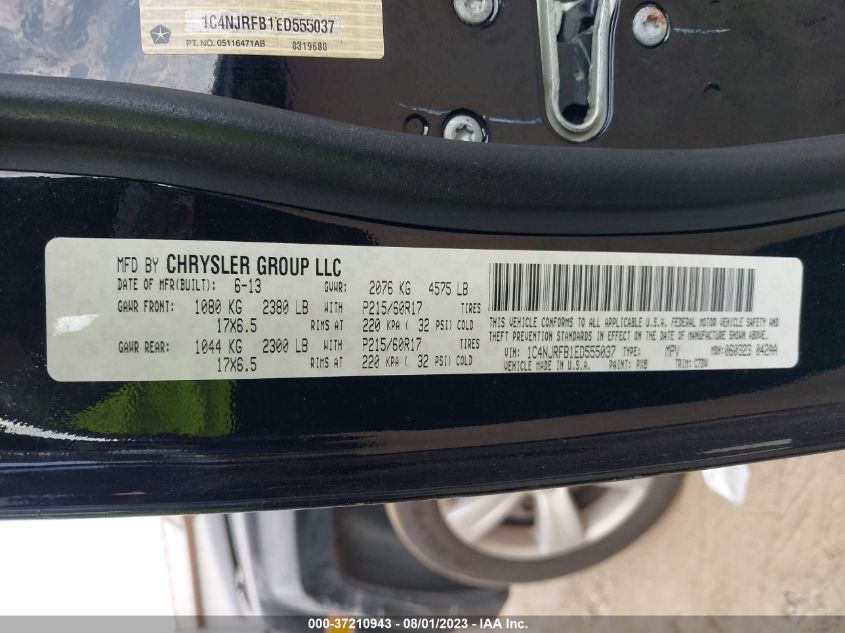 1C4NJRFB1ED555037
PT. NO. 05116471AB 8319680
MFD BY CHRYSLER GROUP LLC
DATE OF MFR(BUILT): 6-13 GVWR: 2076 KG 4575 LB
GAWR FRONT: 1080 KG 2380 LB WITH P215/60R17 TIRES
17X6.5 RIMS AT 220 KPA ( 32 PSI) COLD
GAWR REAR: 1044 KG 2300 LB WITH P215/60R17 TIRES
17X6.5 RIMS AT 220 KPA ( 32 PSI) COLD
THIS VEHICLE CONFORMS TO ALL APPLICABLE U.S.A. FEDERAL MOTOR VEHICLE SAFETY AND
THEFT PREVENTION STANDARDS IN EFFECT ON THE DATE OF MANUFACTURE SHOWN ABOVE.
VIN: 1C4NJRFB1ED555037 TYPE: MPV MDH: 060323 042AA
VEHICLE MADE IN U.S.A. PAINT: PX8 TRIM: C7DV
000-37210943 - 08/01/2023 - IAA Inc.